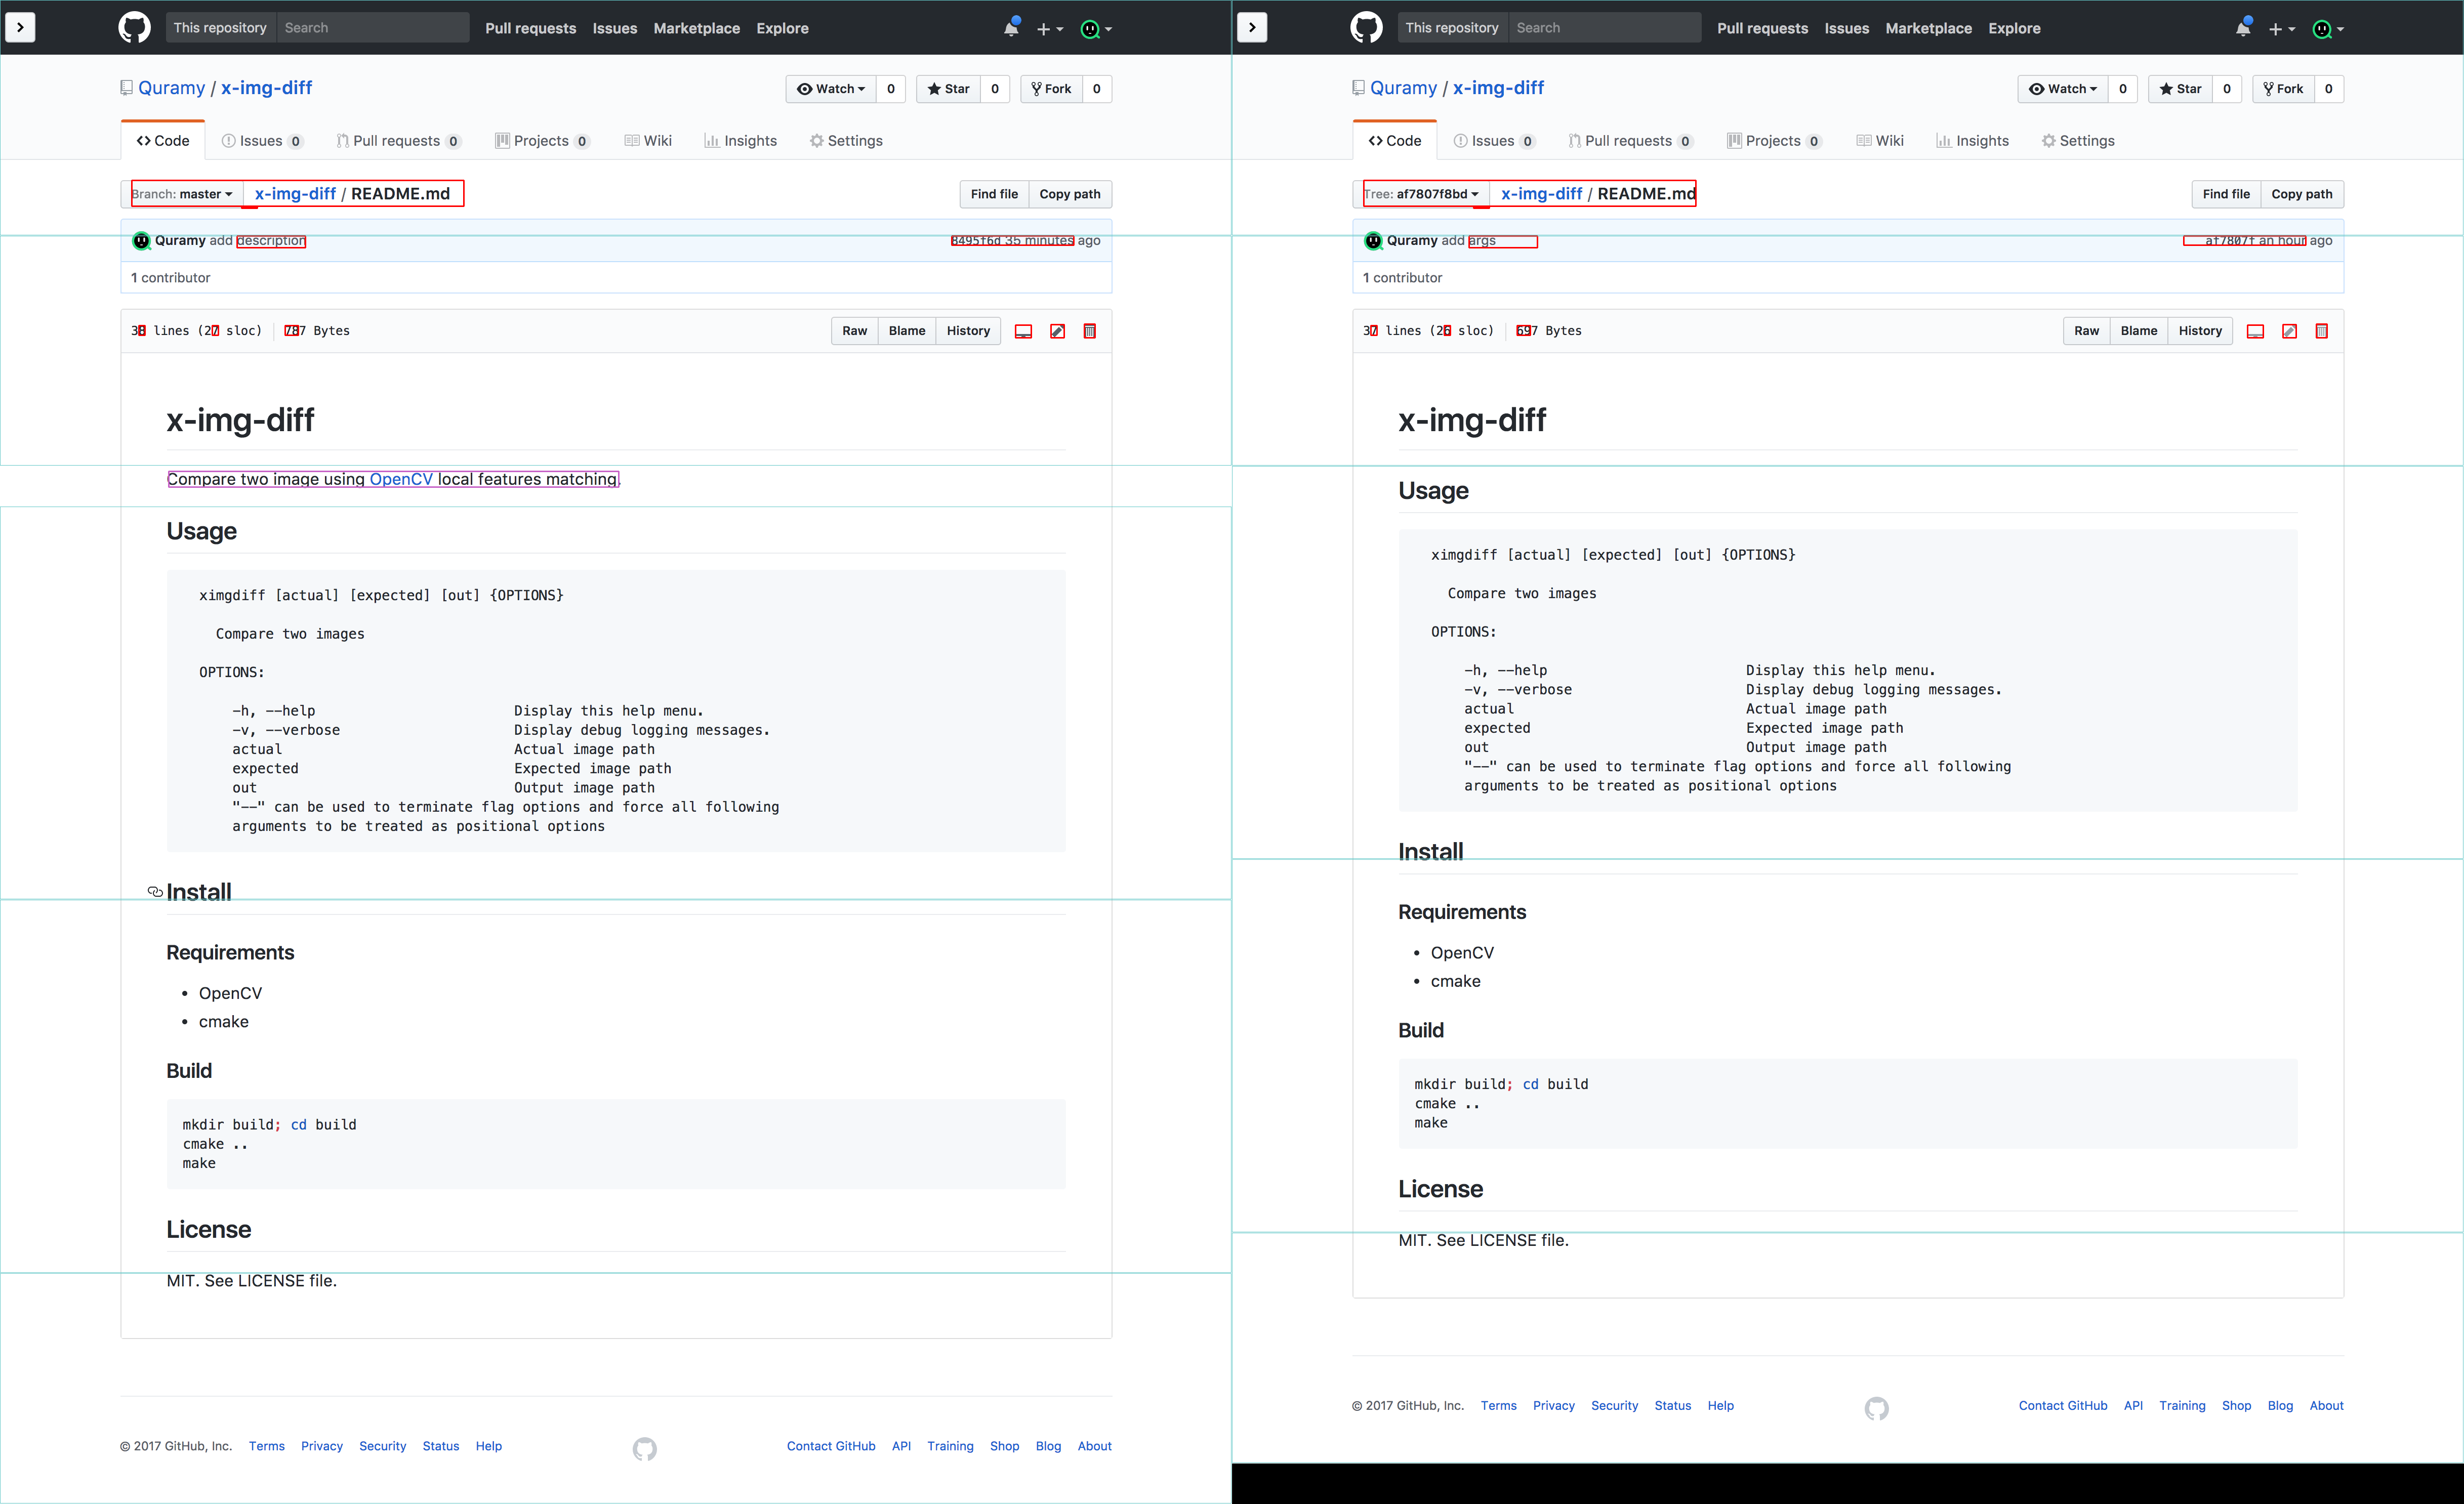 This repository Search Pull requests Issues Marketplace Explore
Quramy / x-img-diff Watch 0 Star 0 Fork 0
Code Issues 0 Pull requests 0 Projects 0 Wiki Insights Settings
Branch: master x-img-diff / README.md Find file Copy path
Quramy add description 8495f6d 35 minutes ago
1 contributor
38 lines (27 sloc) 787 Bytes Raw Blame History
x-img-diff
Compare two image using OpenCV local features matching.
Usage
ximgdiff [actual] [expected] [out] {OPTIONS}
Compare two images
OPTIONS:
-h, --help Display this help menu.
-v, --verbose Display debug logging messages.
actual Actual image path
expected Expected image path
out Output image path
"--" can be used to terminate flag options and force all following
arguments to be treated as positional options
Install
Requirements
• OpenCV
• cmake
Build
mkdir build; cd build
cmake ..
make
License
MIT. See LICENSE file.
© 2017 GitHub, Inc. Terms Privacy Security Status Help Contact GitHub API Training Shop Blog About
This repository Search Pull requests Issues Marketplace Explore
Quramy / x-img-diff Watch 0 Star 0 Fork 0
Code Issues 0 Pull requests 0 Projects 0 Wiki Insights Settings
Tree: af7807f8bd x-img-diff / README.md Find file Copy path
Quramy add args af7807f an hour ago
1 contributor
37 lines (26 sloc) 697 Bytes Raw Blame History
x-img-diff
Usage
ximgdiff [actual] [expected] [out] {OPTIONS}
Compare two images
OPTIONS:
-h, --help Display this help menu.
-v, --verbose Display debug logging messages.
actual Actual image path
expected Expected image path
out Output image path
"--" can be used to terminate flag options and force all following
arguments to be treated as positional options
Install
Requirements
• OpenCV
• cmake
Build
mkdir build; cd build
cmake ..
make
License
MIT. See LICENSE file.
© 2017 GitHub, Inc. Terms Privacy Security Status Help Contact GitHub API Training Shop Blog About